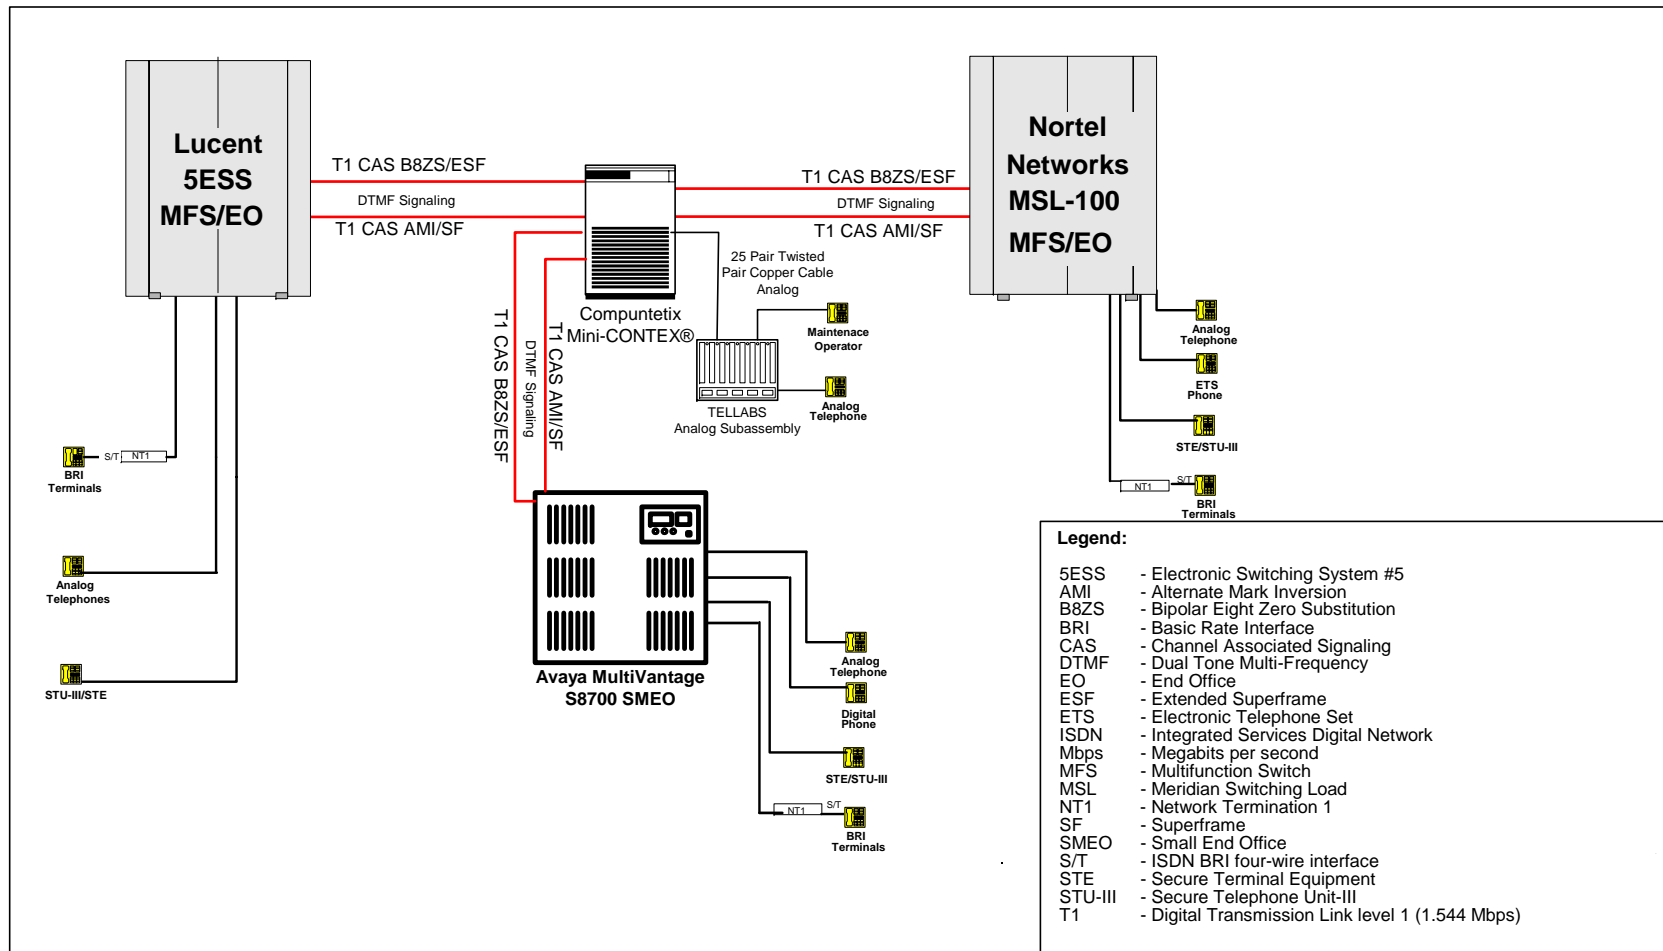 Lucent
5ESS
MFS/EO
T1 CAS B8ZS/ESF
DTMF Signaling
T1 CAS AMI/SF
T1 CAS B8ZS/ESF
DTMF Signaling
T1 CAS AMI/SF
Nortel
Networks
MSL-100
MFS/EO
25 Pair Twisted
Pair Copper Cable
Analog
Compuntetix
Mini-CONTEX®
T1 CAS B8ZS/ESF
DTMF Signaling
T1 CAS AMI/SF
Maintenace
Operator
Analog
Telephone
TELLABS
Analog Subassembly
Analog
Telephone
ETS
Phone
STE/STU-III
NT1
S/T
BRI
Terminals
S/T
NT1
BRI
Terminals
Analog
Telephones
STU-III/STE
Avaya MultiVantage
S8700 SMEO
Analog
Telephone
Digital
Phone
STE/STU-III
NT1
S/T
BRI
Terminals
Legend:
5ESS - Electronic Switching System #5
AMI - Alternate Mark Inversion
B8ZS - Bipolar Eight Zero Substitution
BRI - Basic Rate Interface
CAS - Channel Associated Signaling
DTMF - Dual Tone Multi-Frequency
EO - End Office
ESF - Extended Superframe
ETS - Electronic Telephone Set
ISDN - Integrated Services Digital Network
Mbps - Megabits per second
MFS - Multifunction Switch
MSL - Meridian Switching Load
NT1 - Network Termination 1
SF - Superframe
SMEO - Small End Office
S/T - ISDN BRI four-wire interface
STE - Secure Terminal Equipment
STU-III - Secure Telephone Unit-III
T1 - Digital Transmission Link level 1 (1.544 Mbps)